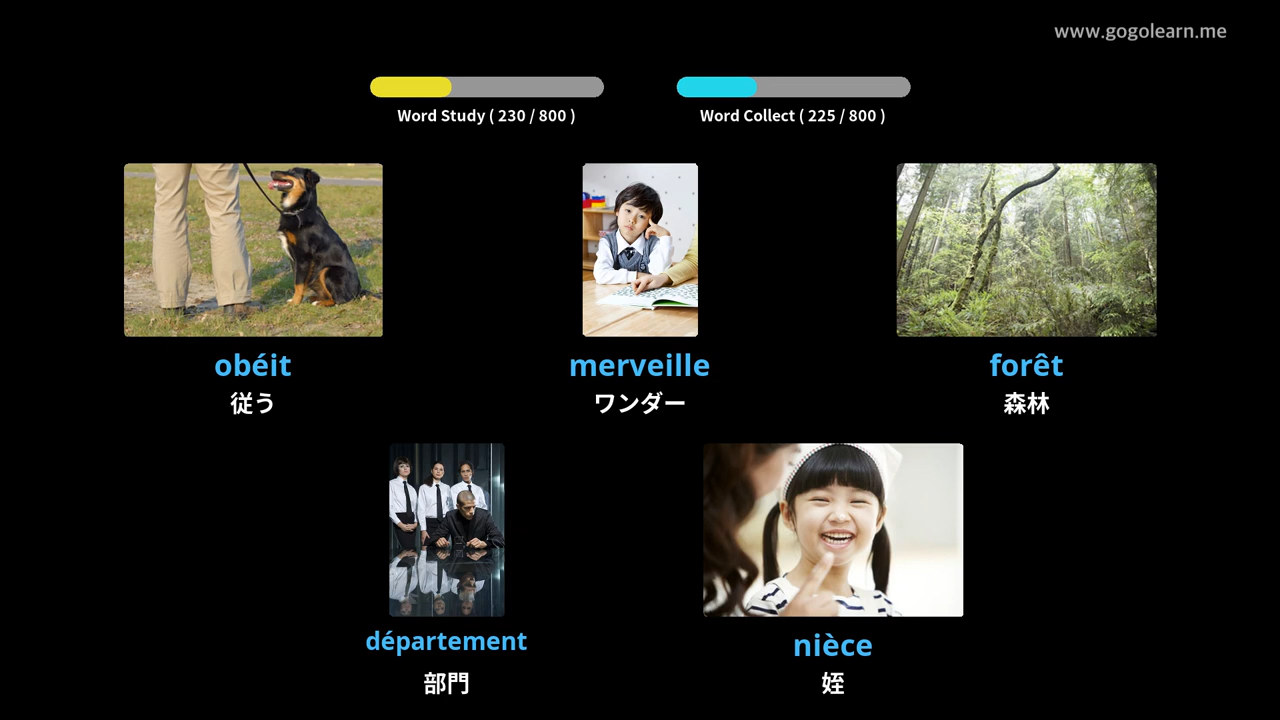 www.gogolearn.me
Word Study ( 230 / 800 )
Word Collect ( 225 / 800 )
obéit
従う
merveille
ワンダー
forêt
森林
département
部門
nièce
姪